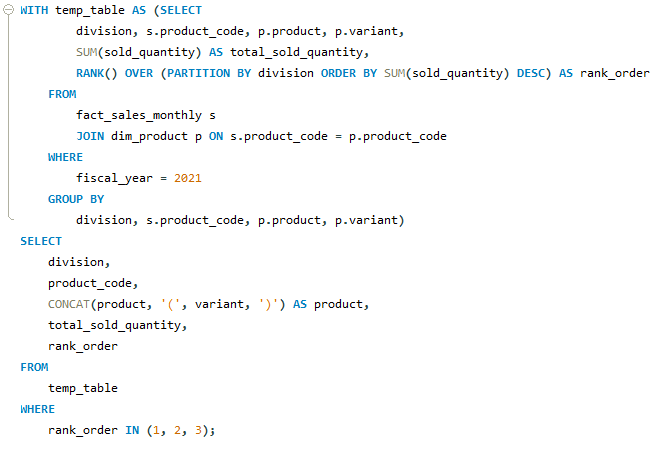 WITH temp_table AS (SELECT
division, s.product_code, p.product, p.variant,
SUM(sold_quantity) AS total_sold_quantity,
RANK() OVER (PARTITION BY division ORDER BY SUM(sold_quantity) DESC) AS rank_order
FROM
fact_sales_monthly s
JOIN dim_product p ON s.product_code = p.product_code
WHERE
fiscal_year = 2021
GROUP BY
division, s.product_code, p.product, p.variant)
SELECT
division,
product_code,
CONCAT(product, '(', variant, ')') AS product,
total_sold_quantity,
rank_order
FROM
temp_table
WHERE
rank_order IN (1, 2, 3);